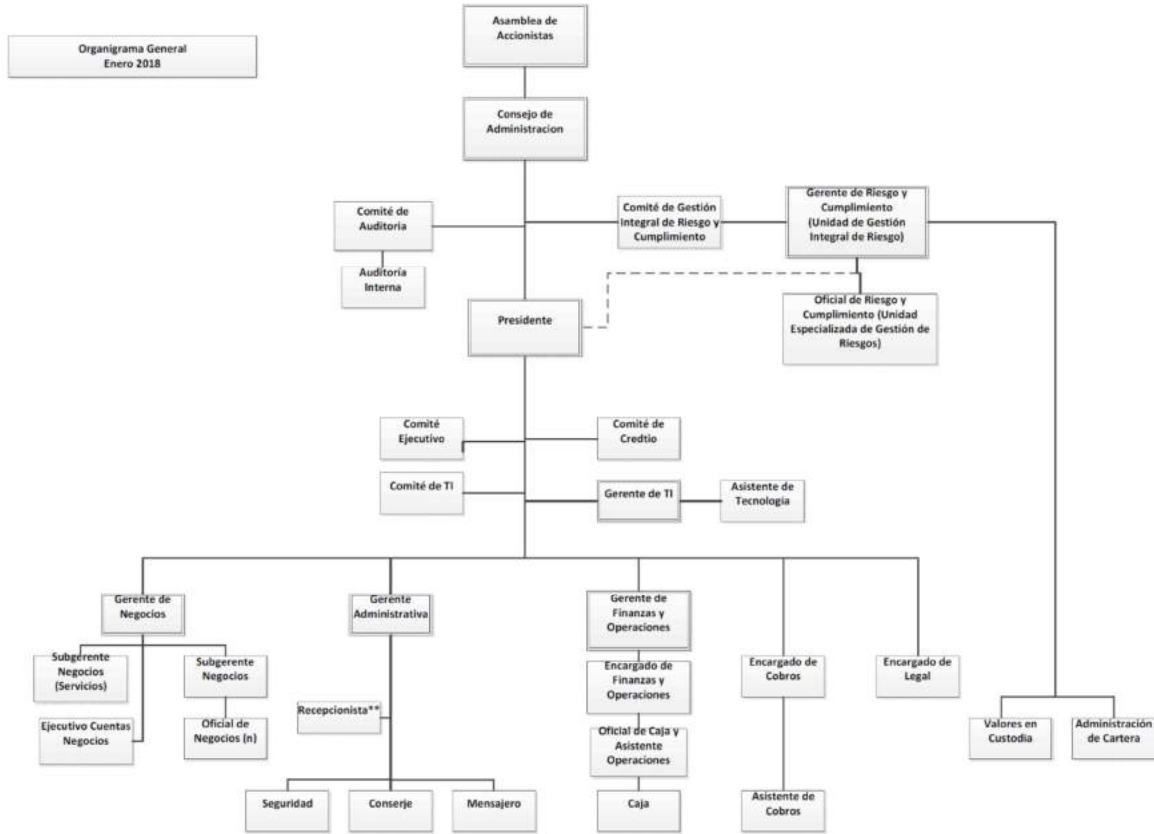 Asamblea de
Accionistas
Organigrama General
Enero 2018
Consejo de
Administracion
Comité de
Auditoria
Comité de Gestión
Integral de Riesgo y
Cumplimiento
Gerente de Riesgo y
Cumplimiento
(Unidad de Gestión
Integral de Riesgo)
Auditoría
Interna
Presidente
Oficial de Riesgo y
Cumplimiento (Unidad
Especializada de Gestión de
Riesgos)
Comité
Ejecutivo
Comité de
Credtio
Comité de TI
Gerente de TI
Asistente de
Tecnología
Gerente de
Negocios
Gerente
Administrativa
Gerente de
Finanzas y
Operaciones
Subgerente
Negocios
(Servicios)
Subgerente
Negocios
Encargado de
Finanzas y
Operaciones
Encargado de
Cobros
Encargado de
Legal
Ejecutivo Cuentas
Negocios
Oficial de
Negocios (n)
Recepcionista**
Oficial de Caja y
Asistente
Operaciones
Valores en
Custodia
Administración
de Cartera
Seguridad
Conserje
Mensajero
Caja
Asistente de
Cobros